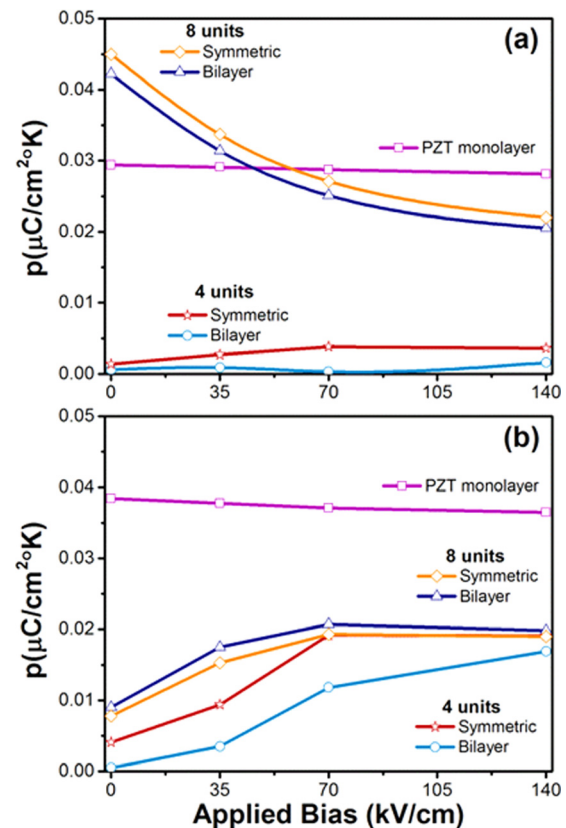 (a)
8 units
Symmetric
Bilayer
PZT monolayer
4 units
Symmetric
Bilayer
p(μC/cm²°K)
0.05
0.04
0.03
0.02
0.01
0.00
0 35 70 105 140
(b)
PZT monolayer
8 units
Symmetric
Bilayer
4 units
Symmetric
Bilayer
p(μC/cm²°K)
0.05
0.04
0.03
0.02
0.01
0.00
0 35 70 105 140
Applied Bias (kV/cm)